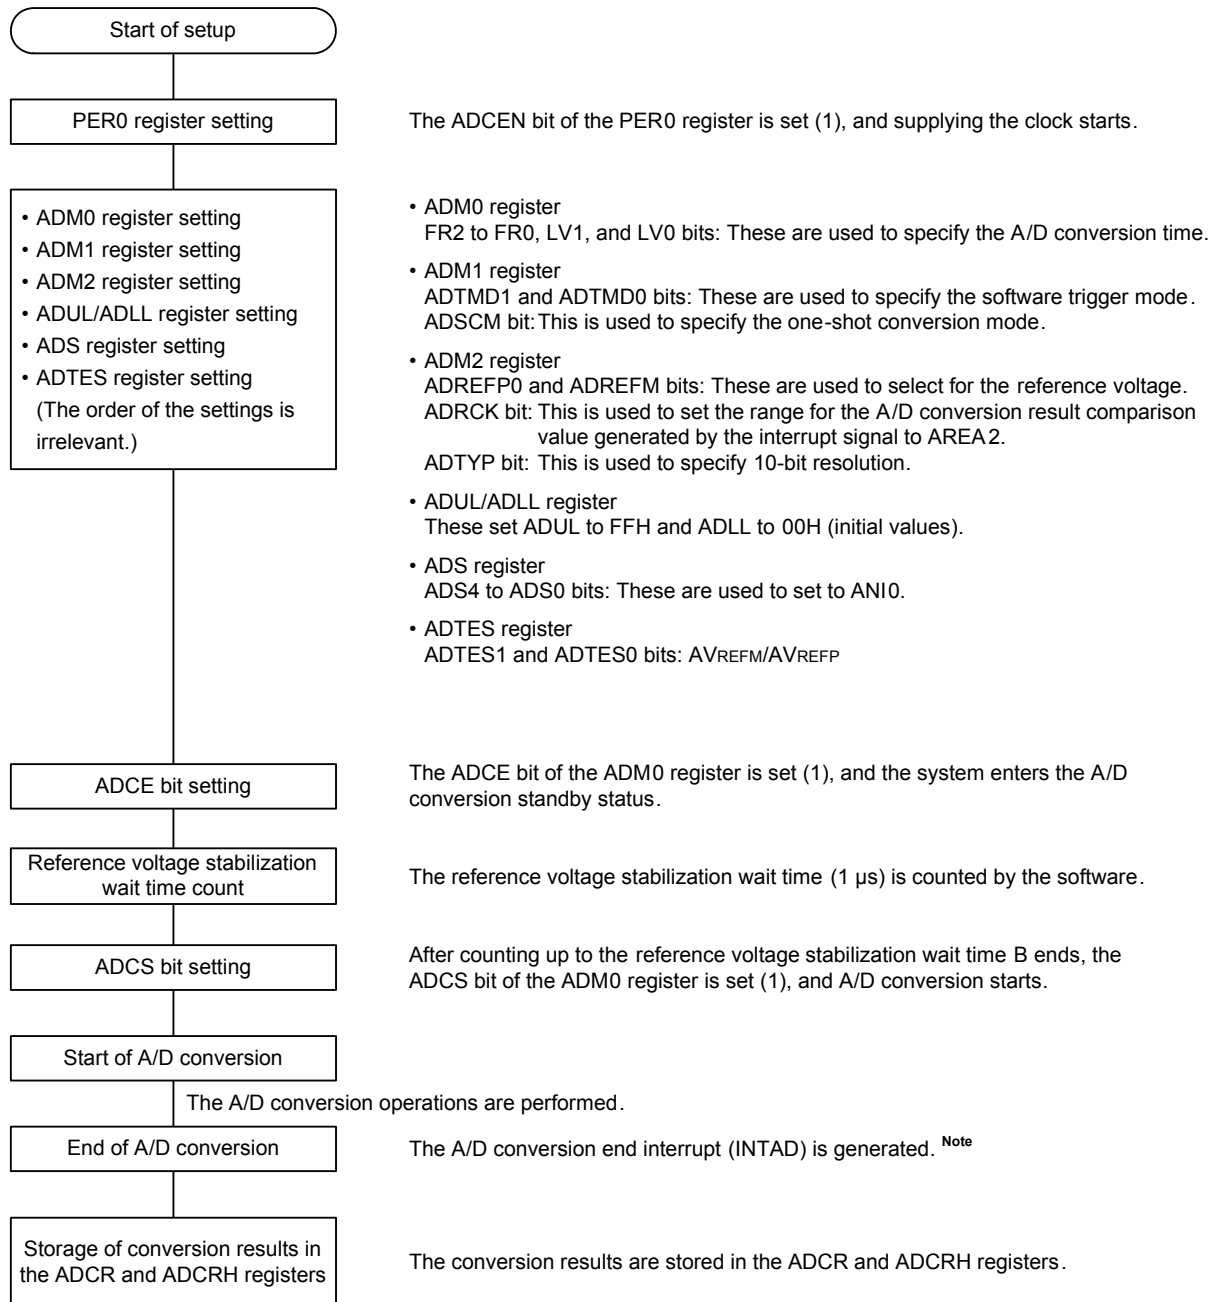 Start of setup
PER0 register setting
The ADCEN bit of the PER0 register is set (1), and supplying the clock starts.
• ADM0 register setting
• ADM1 register setting
• ADM2 register setting
• ADUL/ADLL register setting
• ADS register setting
• ADTES register setting
(The order of the settings is
irrelevant.)
• ADM0 register
FR2 to FR0, LV1, and LV0 bits: These are used to specify the A/D conversion time.
• ADM1 register
ADTMD1 and ADTMD0 bits: These are used to specify the software trigger mode.
ADSCM bit: This is used to specify the one-shot conversion mode.
• ADM2 register
ADREFP0 and ADREFM bits: These are used to select for the reference voltage.
ADRCK bit: This is used to set the range for the A/D conversion result comparison
value generated by the interrupt signal to AREA2.
ADTYP bit: This is used to specify 10-bit resolution.
• ADUL/ADLL register
These set ADUL to FFH and ADLL to 00H (initial values).
• ADS register
ADS4 to ADS0 bits: These are used to set to ANI0.
• ADTES register
ADTES1 and ADTES0 bits: AVREFM/AVREFP
ADCE bit setting
The ADCE bit of the ADM0 register is set (1), and the system enters the A/D
conversion standby status.
Reference voltage stabilization
wait time count
The reference voltage stabilization wait time (1 µs) is counted by the software.
ADCS bit setting
After counting up to the reference voltage stabilization wait time B ends, the
ADCS bit of the ADM0 register is set (1), and A/D conversion starts.
Start of A/D conversion
The A/D conversion operations are performed.
End of A/D conversion
The A/D conversion end interrupt (INTAD) is generated. Note
Storage of conversion results in
the ADCR and ADCRH registers
The conversion results are stored in the ADCR and ADCRH registers.